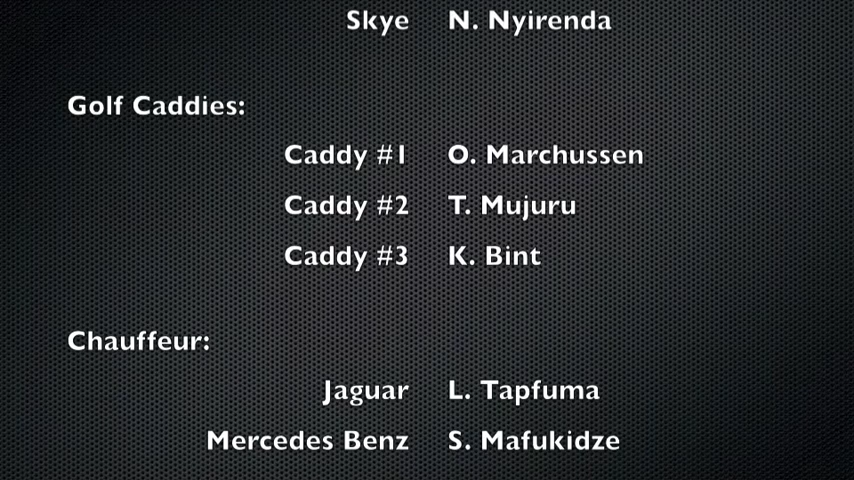 Skye N. Nyirenda
Golf Caddies:
Caddy #1 O. Marchussen
Caddy #2 T. Mujuru
Caddy #3 K. Bint
Chauffeur:
Jaguar L. Tapfuma
Mercedes Benz S. Mafukidze